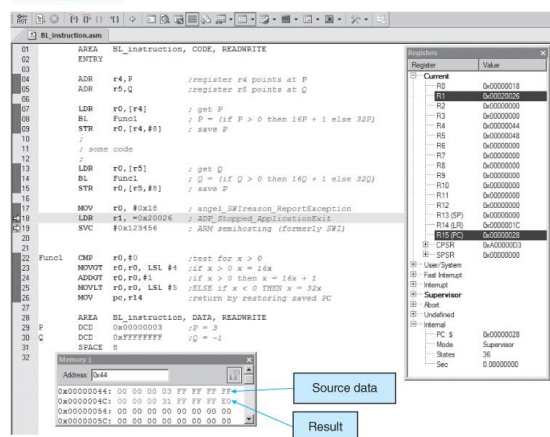 BL_instruction.asm
01 AREA BL_instruction, CODE, READWRITE
02 ENTRY
03
04 ADR r4,P ;register r4 points at P
05 ADR r5,Q ;register r5 points at Q
06
07 LDR r0,[r4] ; get P
08 BL Func1 ; P = (if P > 0 then 16P + 1 else 32P)
09 STR r0,[r4,#8] ; save P
10 ;
11 ; some code
12 ;
13 LDR r0,[r5] ; get Q
14 BL Func1 ; Q = (if Q > 0 then 16Q + 1 else 32Q)
15 STR r0,[r5,#8] ; save P
16
17 MOV r0, #0x18 ; angel_SWIreason_ReportException
18 LDR r1, =0x20026 ; ADP_Stopped_ApplicationExit
19 SVC #0x123456 ; ARM semihosting (formerly SWI)
20
21
22 Func1 CMP r0,#0 ;test for x > 0
23 MOVGT r0,r0, LSL #4 ;if x > 0 x = 16x
24 ADDGT r0,r0,#1 ;if x > 0 then x = 16x + 1
25 MOVLT r0,r0, LSL #5 ;ELSE if x < 0 THEN x = 32x
26 MOV pc,r14 ;return by restoring saved PC
27
28 AREA BL_instruction, DATA, READWRITE
29 P DCD 0x00000003 ;P = 3
30 Q DCD 0xFFFFFFFF ;Q = -1
31 SPACE 8
32
Registers
Register Value
Current
R0 0x00000018
R1 0x00020026
R2 0x00000000
R3 0x00000000
R4 0x00000044
R5 0x00000048
R6 0x00000000
R7 0x00000000
R8 0x00000000
R9 0x00000000
R10 0x00000000
R11 0x00000000
R12 0x00000000
R13 (SP) 0x00000000
R14 (LR) 0x0000001C
R15 (PC) 0x00000028
CPSR 0xA00000D3
SPSR 0x00000000
User/System
Fast Interrupt
Interrupt
Supervisor
Abort
Undefined
Internal
PC $ 0x00000028
Mode Supervisor
States 36
Sec 0.00000000
Memory 1
Address: 0x44
0x00000044: 00 00 00 03 FF FF FF FF
0x0000004C: 00 00 00 31 FF FF FF E0
0x00000054: 00 00 00 00 00 00 00 00
0x0000005C: 00 00 00 00 00 00 00 00
Source data
Result